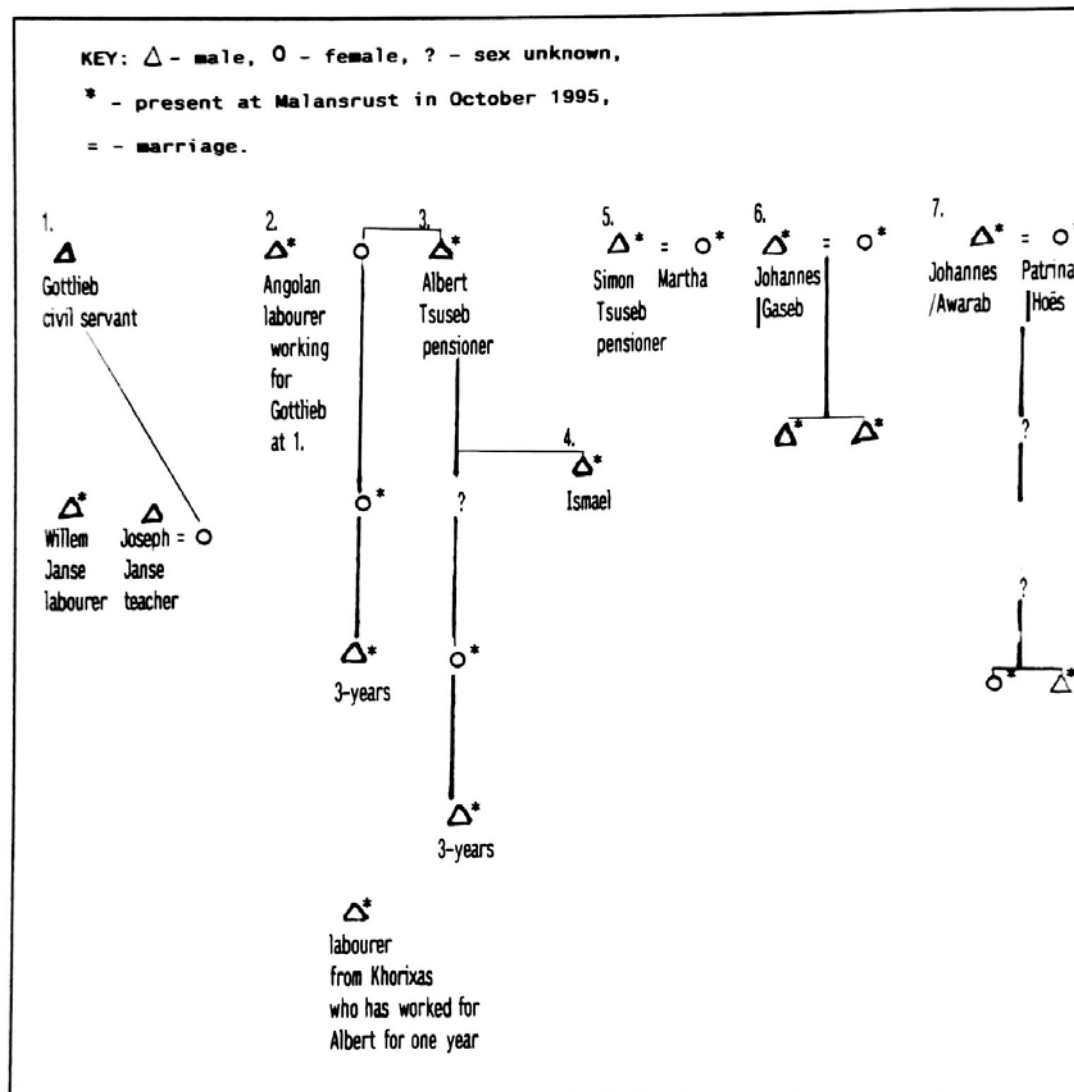 KEY: △ - male, O - female, ? - sex unknown,
* - present at Malansrust in October 1995,
= - marriage.
1.
Gottlieb
civil servant
2.
*
Angolan
labourer
working
for
Gottlieb
at 1.
3.
*
Albert
Tsuseb
pensioner
4.
*
Ismael
5.
* = *
Simon Martha
Tsuseb
pensioner
6.
* = *
Johannes
|Gaseb
* *
7.
* = *
Johannes Patrina
/Awarab |Hoës
?
?
* *
*
Willem
Janse
labourer
Joseph =
Janse
teacher
*
*
3-years
?
*
*
3-years
*
labourer
from Khorixas
who has worked for
Albert for one year